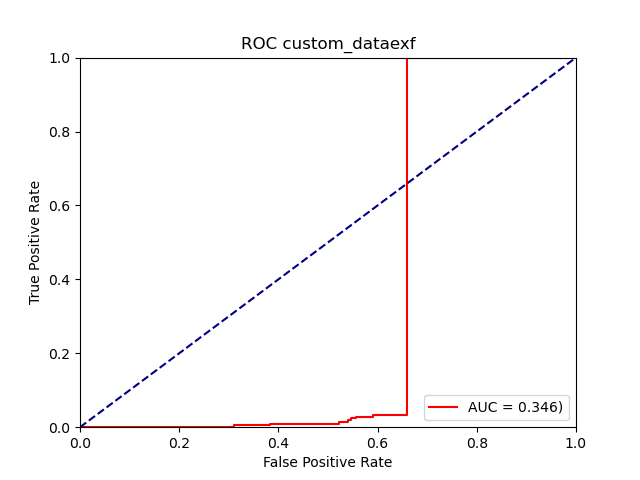 ROC custom_dataexf
True Positive Rate
1.0
0.8
0.6
0.4
0.2
0.0
AUC = 0.346)
0.0 0.2 0.4 0.6 0.8 1.0
False Positive Rate